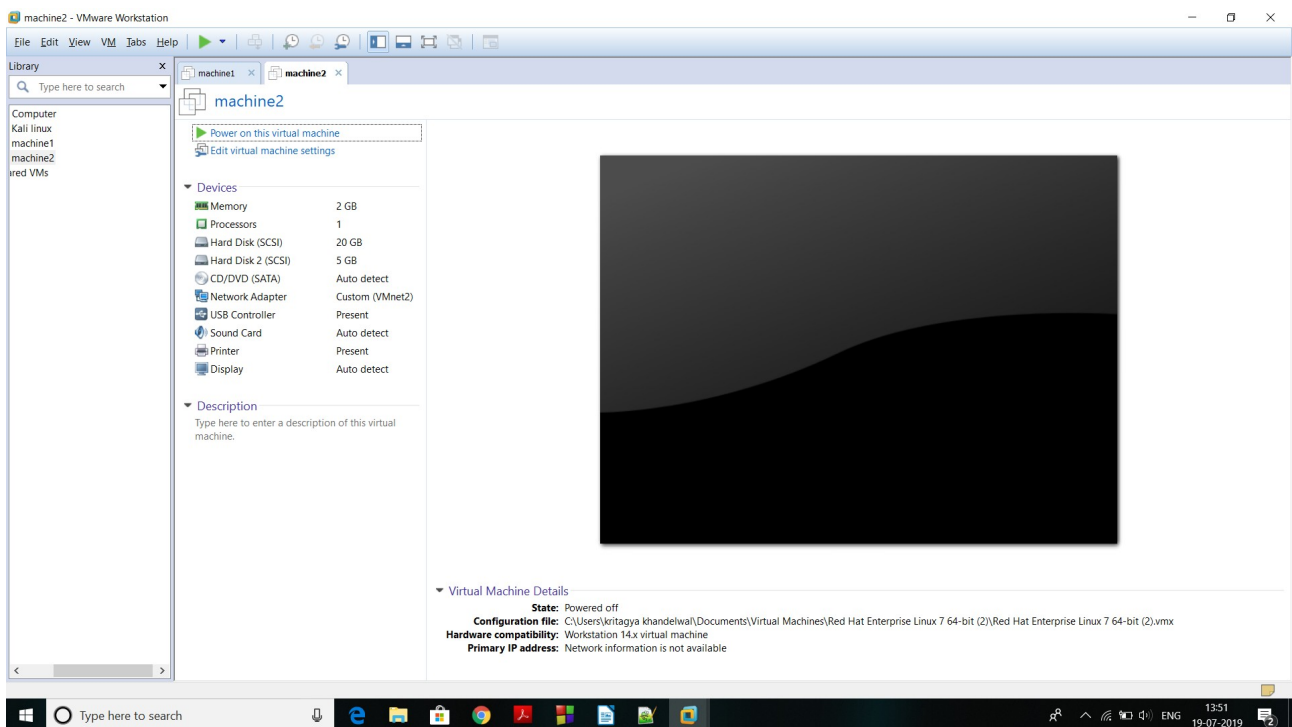 machine2 - VMware Workstation
File Edit View VM Tabs Help
Library x
Type here to search
Computer
Kali linux
machine1
machine2
ared VMs
machine1 × machine2 ×
machine2
Power on this virtual machine
Edit virtual machine settings
Devices
Memory 2 GB
Processors 1
Hard Disk (SCSI) 20 GB
Hard Disk 2 (SCSI) 5 GB
CD/DVD (SATA) Auto detect
Network Adapter Custom (VMnet2)
USB Controller Present
Sound Card Auto detect
Printer Present
Display Auto detect
Description
Type here to enter a description of this virtual
machine.
Virtual Machine Details
State: Powered off
Configuration file: C:\Users\kritagya khandelwal\Documents\Virtual Machines\Red Hat Enterprise Linux 7 64-bit (2)\Red Hat Enterprise Linux 7 64-bit (2).vmx
Hardware compatibility: Workstation 14.x virtual machine
Primary IP address: Network information is not available
Type here to search
ENG
13:51
19-07-2019
2